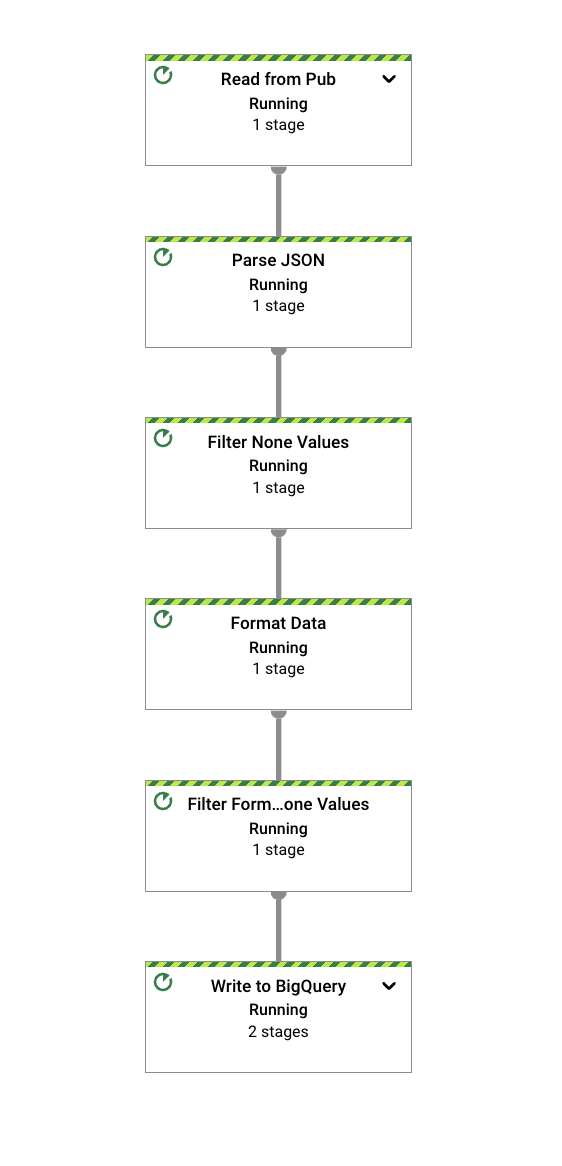 Read from Pub
Running
1 stage
Parse JSON
Running
1 stage
Filter None Values
Running
1 stage
Format Data
Running
1 stage
Filter Form...one Values
Running
1 stage
Write to BigQuery
Running
2 stages